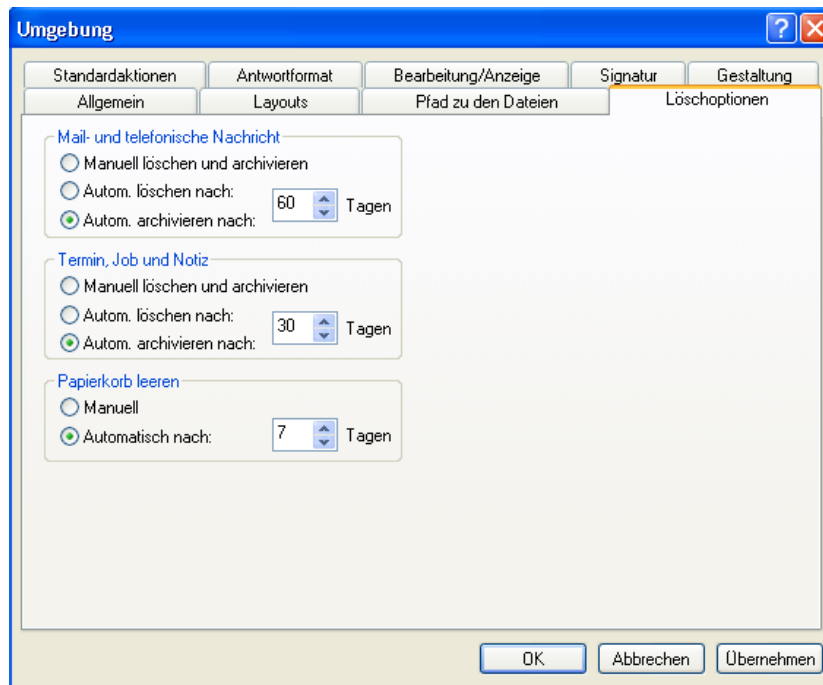 Umgebung
Standardaktionen Antwortformat Bearbeitung/Anzeige Signatur Gestaltung
Allgemein Layouts Pfad zu den Dateien Löschoptionen
Mail- und telefonische Nachricht
Manuell löschen und archivieren
Autom. löschen nach:
60 Tagen
Autom. archivieren nach:
Termin, Job und Notiz
Manuell löschen und archivieren
Autom. löschen nach:
30 Tagen
Autom. archivieren nach:
Papierkorb leeren
Manuell
Automatisch nach: 7 Tagen
OK Abbrechen Übernehmen